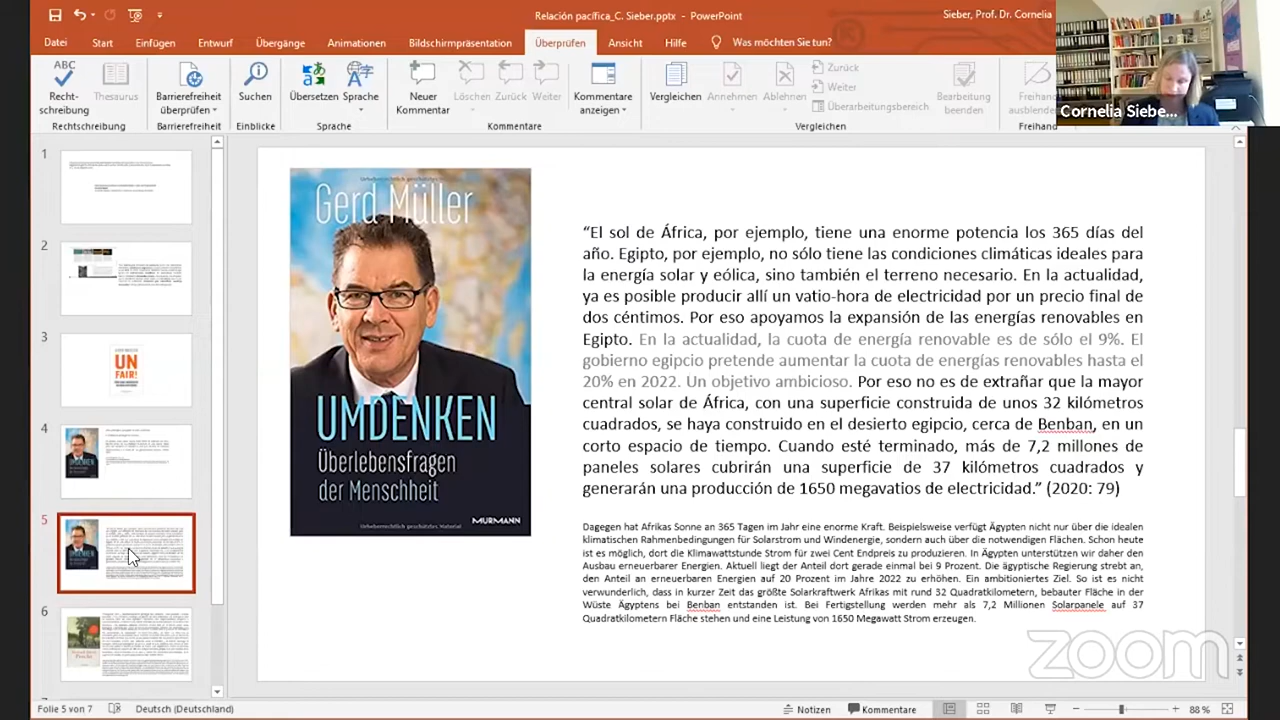 Relación pacífica_C. Sieber.pptx - PowerPoint
Sieber, Prof. Dr. Cornelia
Datei Start Einfügen Entwurf Übergänge Animationen Bildschirmpräsentation Überprüfen Ansicht Hilfe Was möchten Sie tun?
ABC
Recht-
schreibung
Thesaurus
Rechtschreibung
Barrierefreiheit
überprüfen
Barrierefreiheit
Suchen
Einblicke
Übersetzen Sprache
Sprache
Neuer
Kommentar
Löschen Zurück Weiter
Kommentare
anzeigen
Kommentare
Vergleichen Annehmen Ablehnen
Zurück
Weiter
Überarbeitungsbereich
Bearbeitung
beenden
Vergleichen
Freihand
ausblenden
Freihand
Cornelia Siebe...
1
2
3
UN
FAIR!
4
5
6
Urheberrechtlich geschütztes Material
Gerd Müller
UMDENKEN
Überlebensfragen
der Menschheit
MURMANN
Urheberrechtlich geschütztes Material
“El sol de África, por ejemplo, tiene una enorme potencia los 365 días del
año. Egipto, por ejemplo, no sólo tiene las condiciones climáticas ideales para
la energía solar y eólica, sino también el terreno necesario. En la actualidad,
ya es posible producir allí un vatio-hora de electricidad por un precio final de
dos céntimos. Por eso apoyamos la expansión de las energías renovables en
Egipto. En la actualidad, la cuota de energía renovable es de sólo el 9%. El
gobierno egipcio pretende aumentar la cuota de energías renovables hasta el
20% en 2022. Un objetivo ambicioso. Por eso no es de extrañar que la mayor
central solar de África, con una superficie construida de unos 32 kilómetros
cuadrados, se haya construido en el desierto egipcio, cerca de Benban, en un
corto espacio de tiempo. Cuando esté terminado, más de 7,2 millones de
paneles solares cubrirán una superficie de 37 kilómetros cuadrados y
generarán una producción de 1650 megavatios de electricidad.” (2020: 79)
Dagegen hat Afrikas Sonne an 365 Tagen im Jahr eine enorme Kraft. Beispielsweise verfügt Ägypten nicht nur über die idealen
klimatischen Rahmenbedingungen für Solarstrom und Windenergie, sondern auch über die notwendigen Flächen. Schon heute
ist es möglich, dort die Kilowattstunde Strom für zwei Cent Endpreis zu produzieren. In Ägypten unterstützen wir daher den
Ausbau erneuerbarer Energien. Aktuell liegt der Anteil bei gerade einmal bei 9 Prozent. Die ägyptische Regierung strebt an,
den Anteil an erneuerbaren Energien auf 20 Prozent im Jahre 2022 zu erhöhen. Ein ambitioniertes Ziel. So ist es nicht
verwunderlich, dass in kurzer Zeit das größte Solarkraftwerk Afrikas mit rund 32 Quadratkilometern, bebauter Fläche in der
Wüste Ägyptens bei Benban entstanden ist. Bei Fertigstellung werden mehr als 7,2 Millionen Solarpanele auf 37
Quadratkilometern Fläche stehen und eine Leistung von 1650 Megawatt Strom erzeugen.
zoom
Folie 5 von 7 Deutsch (Deutschland) Notizen Kommentare 88 %